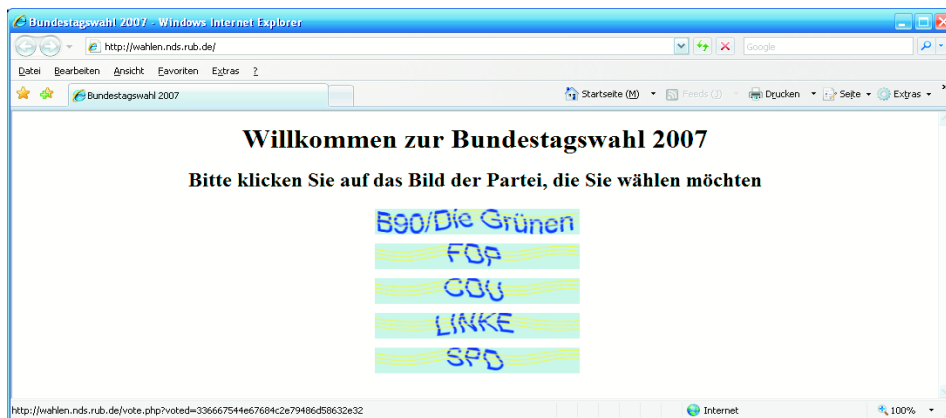 Bundestagswahl 2007 - Windows Internet Explorer
http://wahlen.nds.rub.de/
Google
Datei Bearbeiten Ansicht Favoriten Extras ?
Bundestagswahl 2007
Startseite (M) Feeds (J) Drucken Seite Extras
Willkommen zur Bundestagswahl 2007
Bitte klicken Sie auf das Bild der Partei, die Sie wählen möchten
B90/Die Grünen
FDP
CDU
LINKE
SPD
http://wahlen.nds.rub.de/vote.php?voted=336667544e67684c2e79486d58632e32 Internet 100%